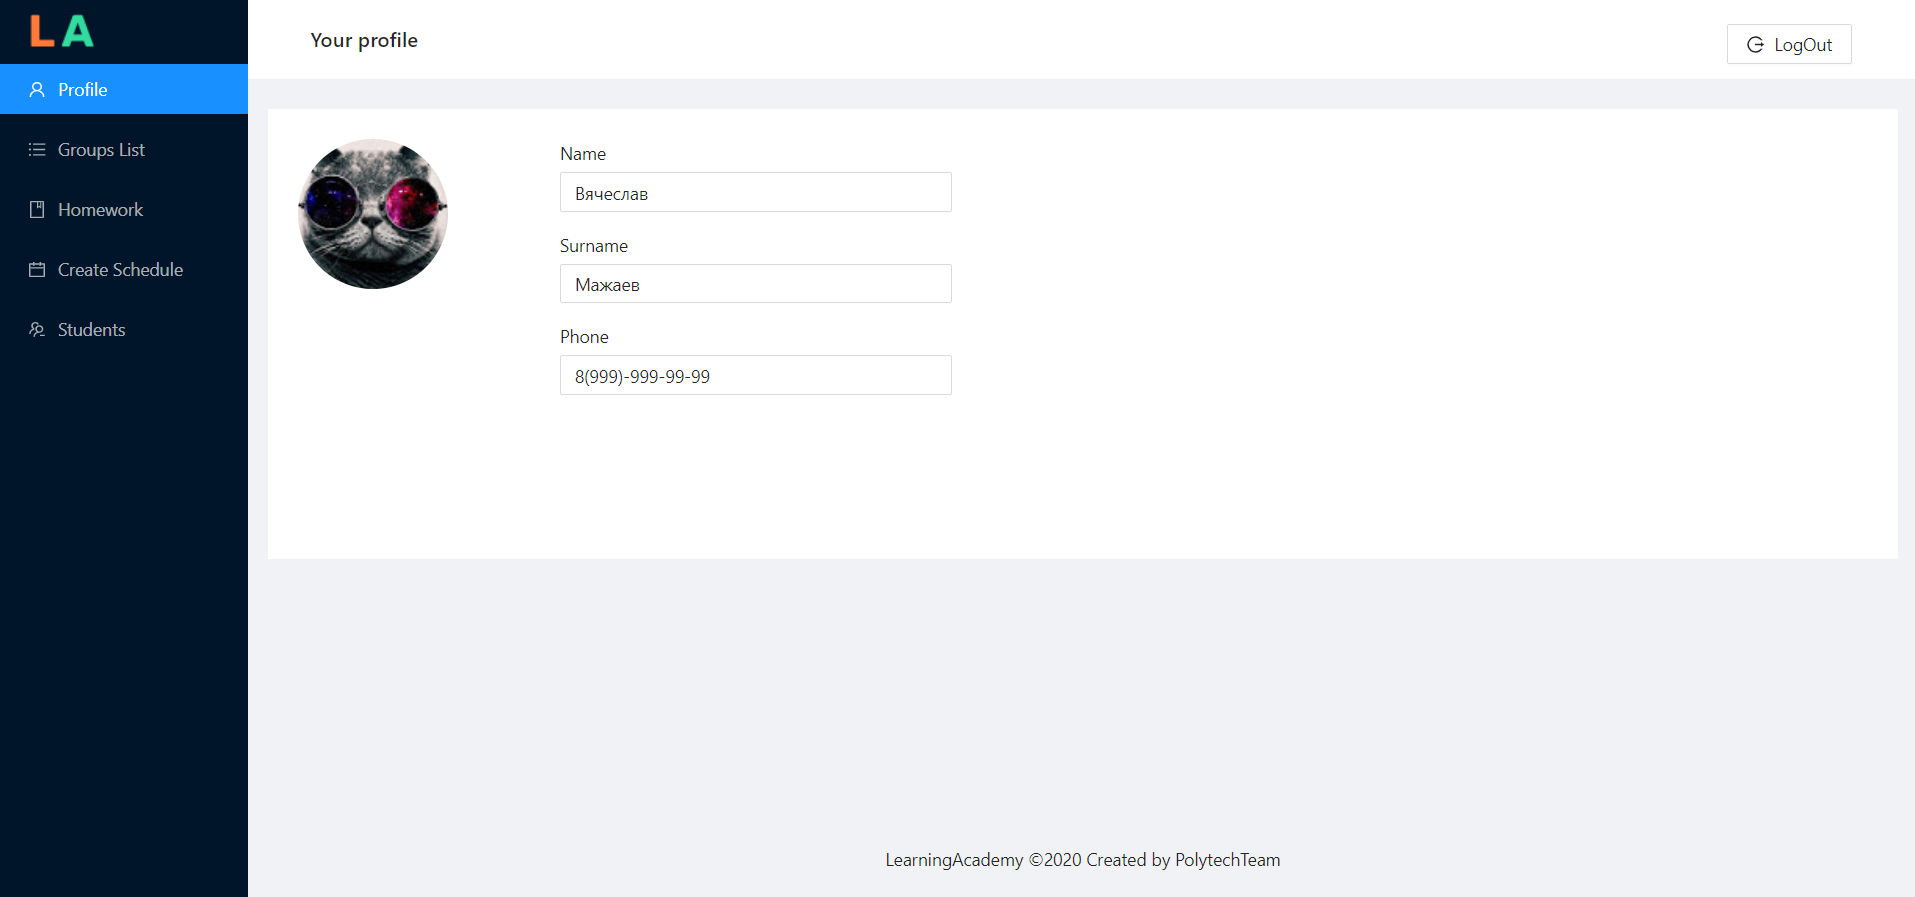 LA
Profile
Groups List
Homework
Create Schedule
Students
Your profile
LogOut
Name
Вячеслав
Surname
Мажаев
Phone
8(999)-999-99-99
LearningAcademy ©2020 Created by PolytechTeam